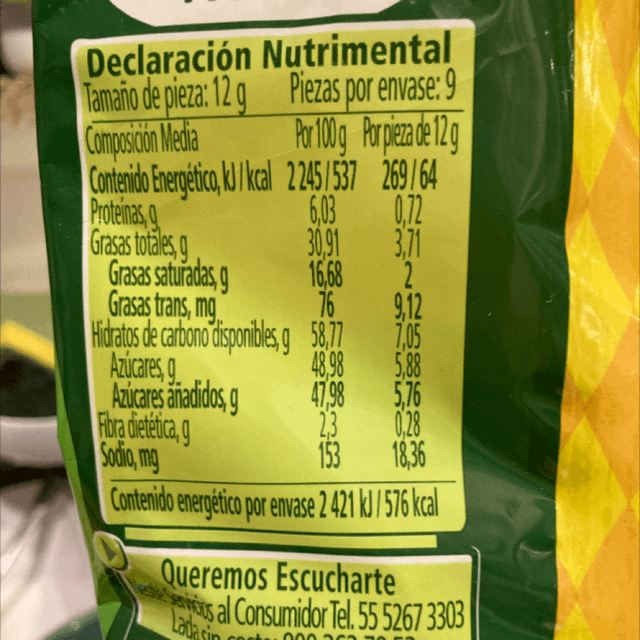 Declaración Nutrimental
Tamaño de pieza: 12 g Piezas por envase: 9
Composición Media Por 100 g Por pieza de 12 g
Contenido Energético, kJ / kcal 2 245 / 537 269 / 64
Proteínas, g 6,03 0,72
Grasas totales, g 30,91 3,71
Grasas saturadas, g 16,68 2
Grasas trans, mg 76 9,12
Hidratos de carbono disponibles, g 58,77 7,05
Azúcares, g 48,98 5,88
Azúcares añadidos, g 47,98 5,76
Fibra dietética, g 2,3 0,28
Sodio, mg 153 18,36
Contenido energético por envase 2 421 kJ / 576 kcal
Queremos Escucharte
Servicios al Consumidor Tel. 55 5267 3303
Lada sin costo: